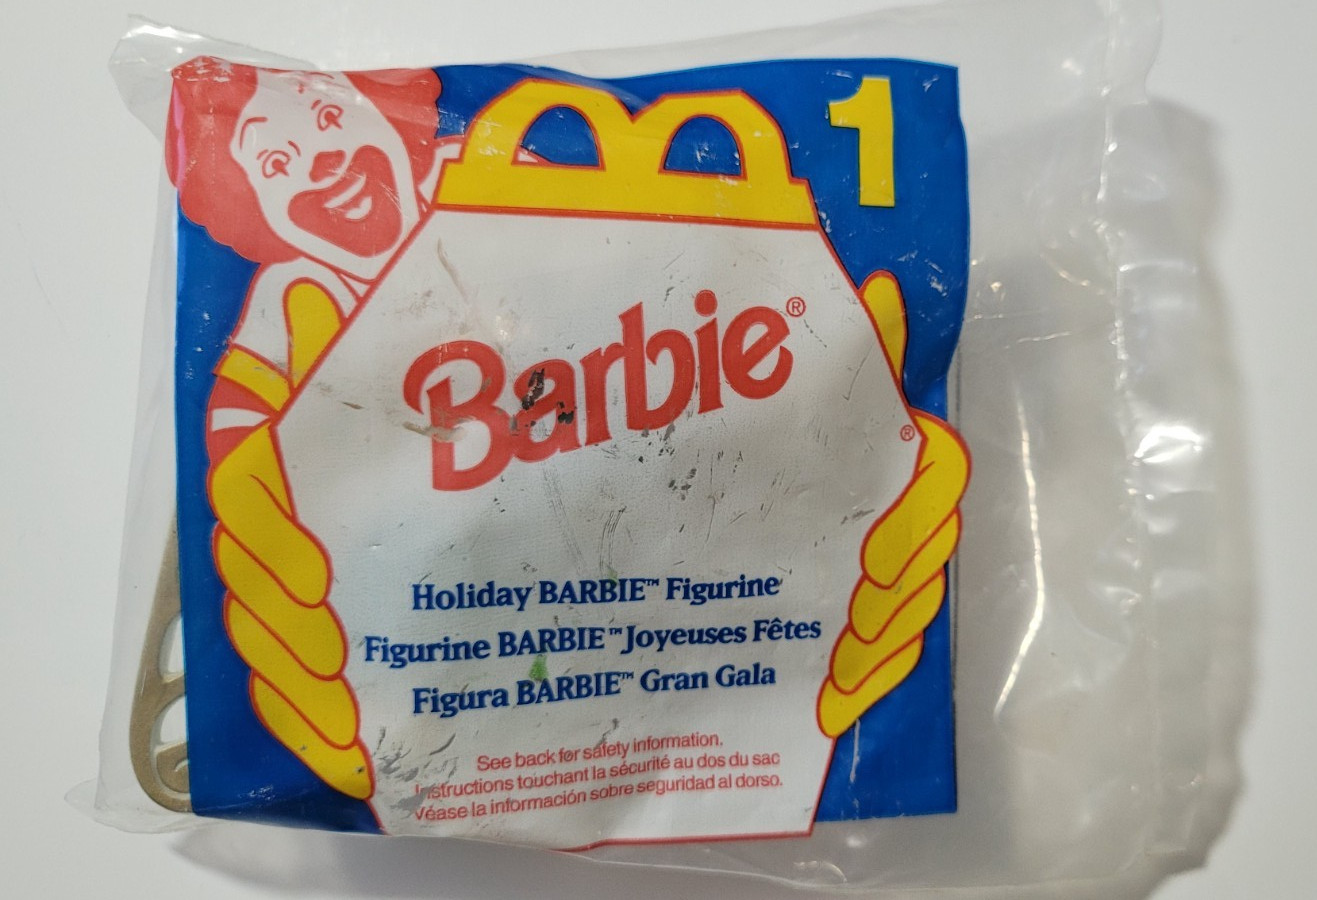 1
Barbie®
®
Holiday BARBIE™ Figurine
Figurine BARBIE™ Joyeuses Fêtes
Figura BARBIE™ Gran Gala
See back for safety information.
Instructions touchant la sécurité au dos du sac
Véase la información sobre seguridad al dorso.